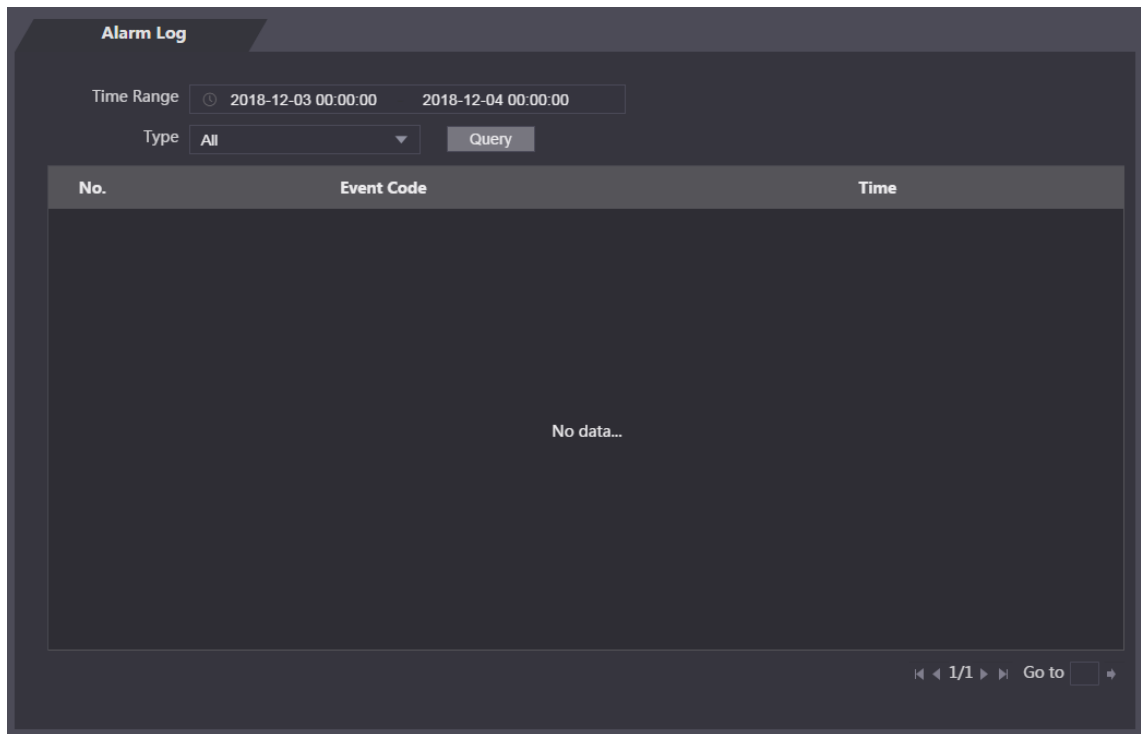 Alarm Log
Time Range 2018-12-03 00:00:00 2018-12-04 00:00:00
Type All Query
No. Event Code Time
No data...
1/1 Go to